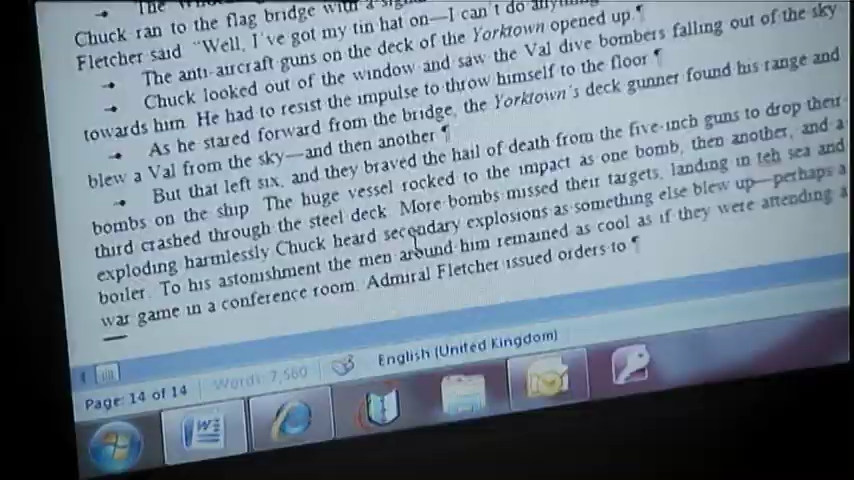 The
Chuck ran to the flag bridge with a
Fletcher said "Well, I've got my tin hat on—I can't do
The anti-aircraft guns on the deck of the Yorktown opened up.¶
Chuck looked out of the window and saw the Val dive bombers falling out of the sky
towards him. He had to resist the impulse to throw himself to the floor ¶
As he stared forward from the bridge, the Yorktown's deck gunner found his range and
blew a Val from the sky—and then another ¶
But that left six, and they braved the hail of death from the five-inch guns to drop their
bombs on the ship. The huge vessel rocked to the impact as one bomb, then another, and a
third crashed through the steel deck. More bombs missed their targets, landing in teh sea and
exploding harmlessly Chuck heard secondary explosions as something else blew up—perhaps a
boiler. To his astonishment the men around him remained as cool as if they were attending a
war game in a conference room. Admiral Fletcher issued orders to ¶
Page: 14 of 14 Words: 7,560 English (United Kingdom)